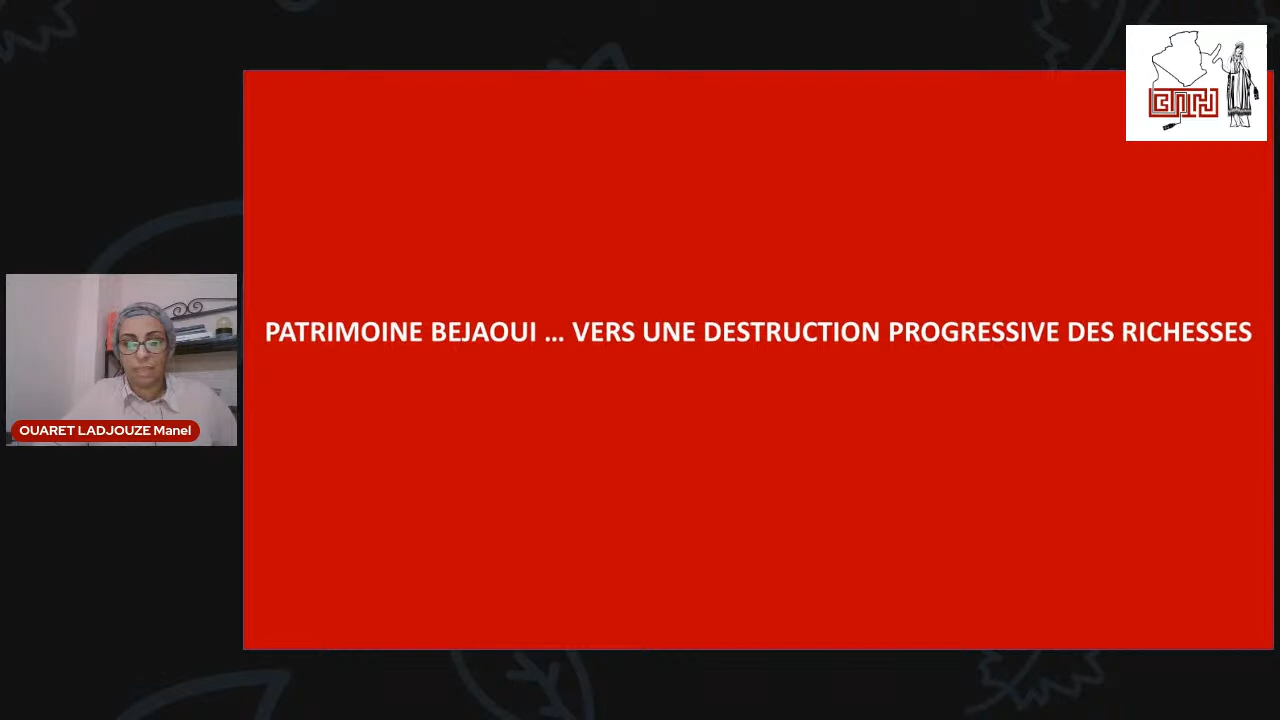 PATRIMOINE BEJAOUI ... VERS UNE DESTRUCTION PROGRESSIVE DES RICHESSES
OUARET LADJOUZE Manel